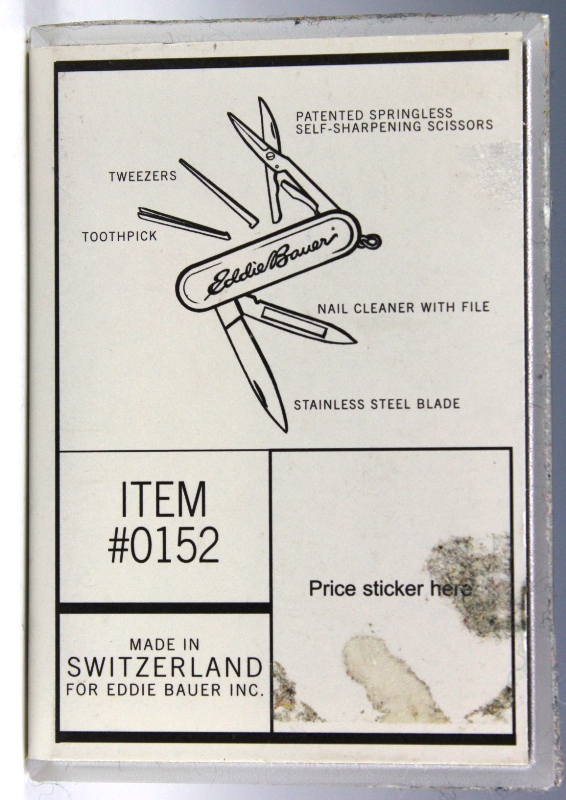 PATENTED SPRINGLESS
SELF-SHARPENING SCISSORS
TWEEZERS
TOOTHPICK
Eddie Bauer
NAIL CLEANER WITH FILE
STAINLESS STEEL BLADE
ITEM
#0152
Price sticker here
MADE IN
SWITZERLAND
FOR EDDIE BAUER INC.